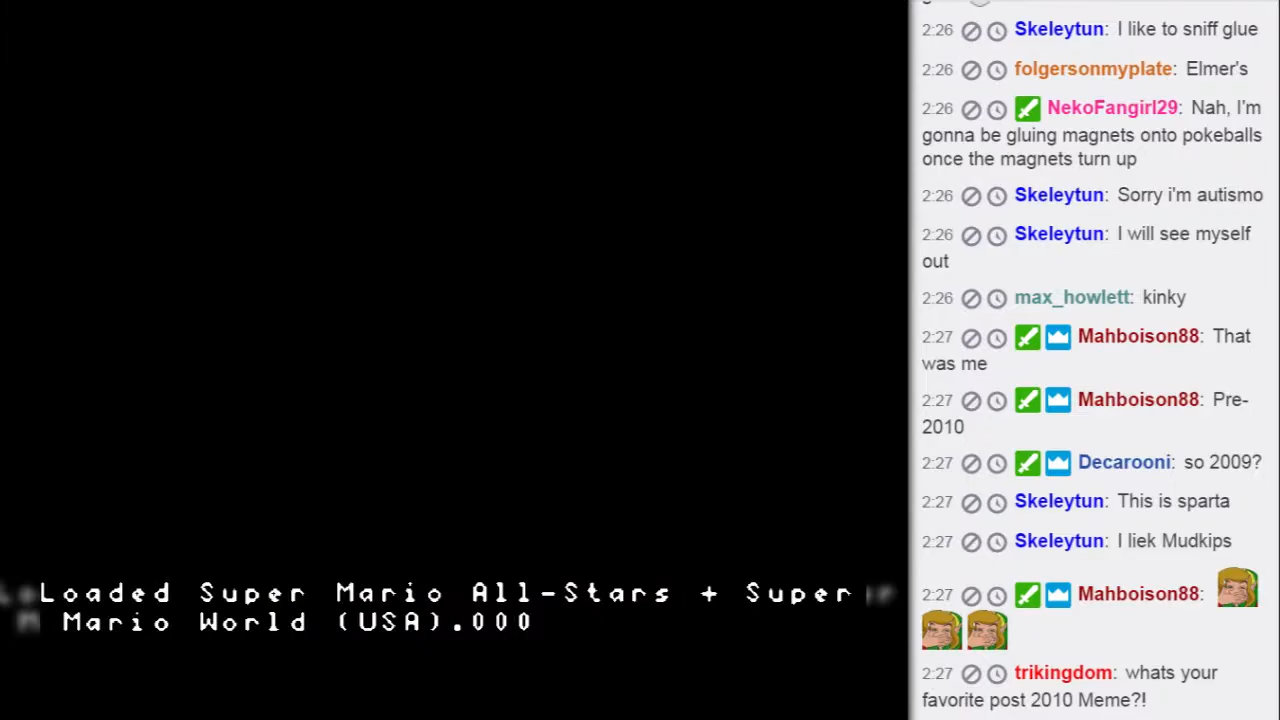 2:26 Skeleytun: I like to sniff glue
2:26 folgersonmyplate: Elmer's
2:26 NekoFangirl29: Nah, I'm
gonna be gluing magnets onto pokeballs
once the magnets turn up
2:26 Skeleytun: Sorry i'm autismo
2:26 Skeleytun: I will see myself
out
2:26 max_howlett: kinky
2:27 Mahboison88: That
was me
2:27 Mahboison88: Pre-
2010
2:27 Decarooni: so 2009?
2:27 Skeleytun: This is sparta
2:27 Skeleytun: I liek Mudkips
2:27 Mahboison88:
2:27 trikingdom: whats your
favorite post 2010 Meme?!
Loaded Super Mario All-Stars + Super
Mario World (USA).000